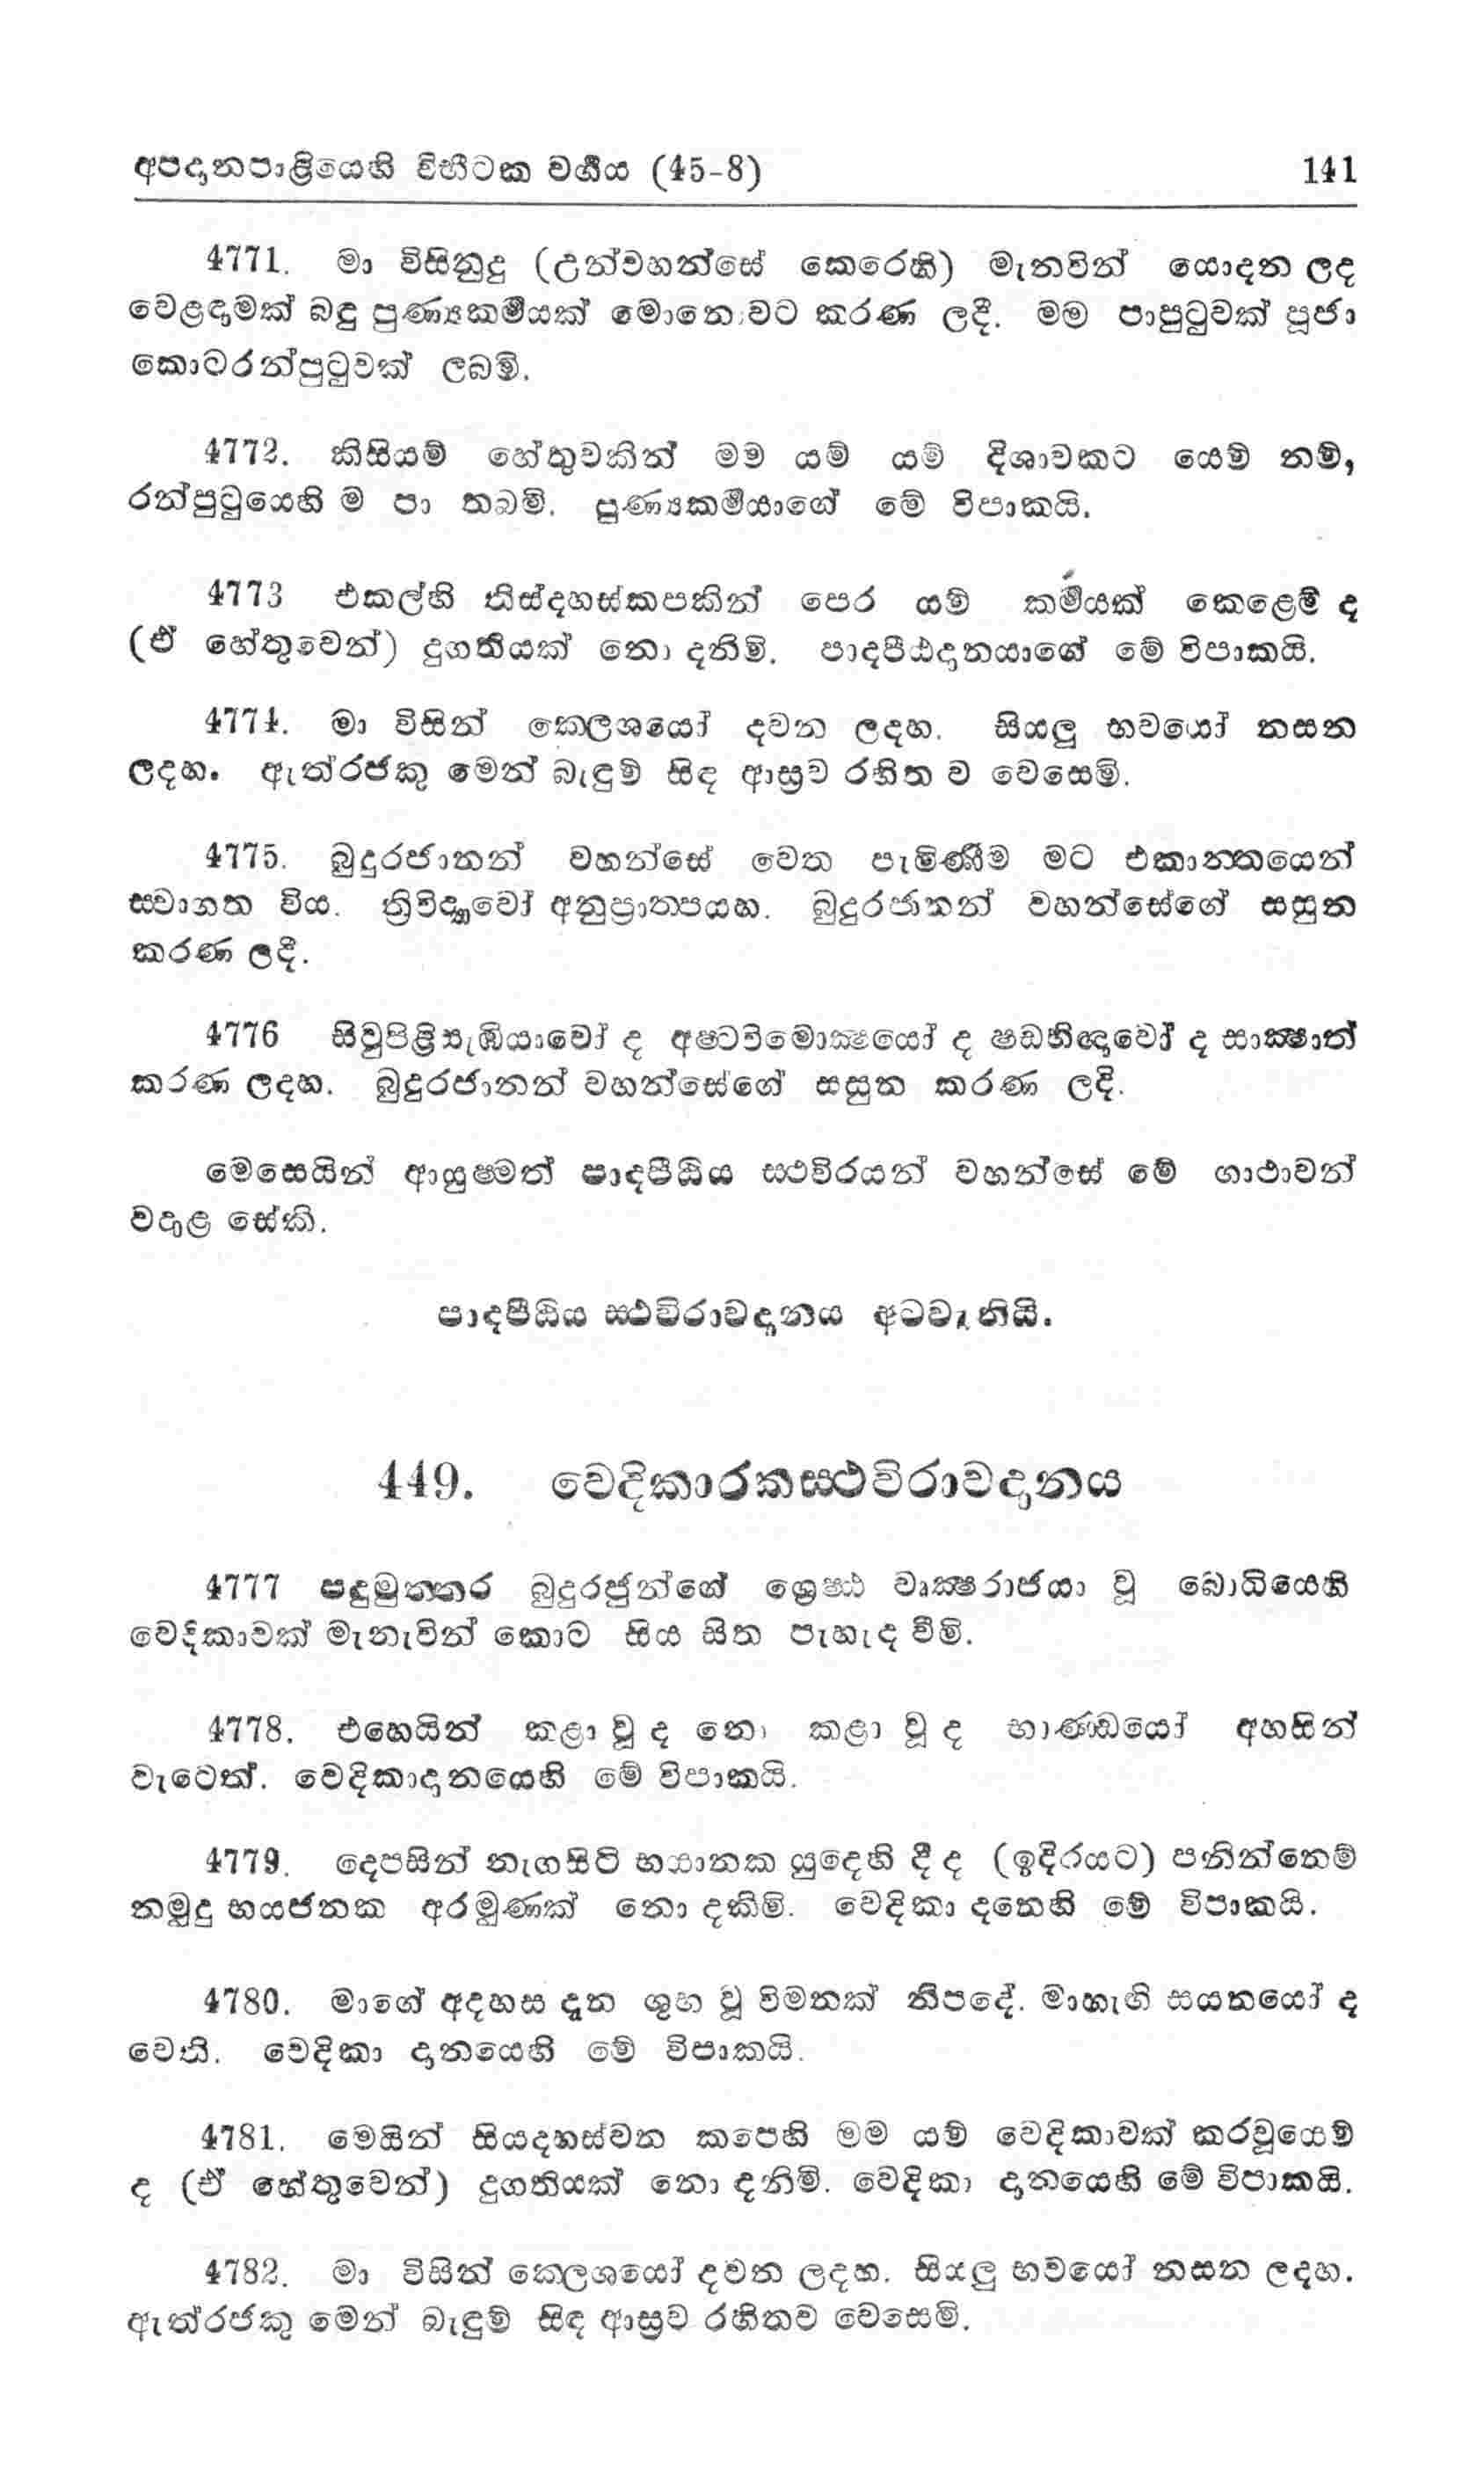 අපදානපාළියෙහි විභීටක වර්‍ගය (45-8) 141
4771. මා විසිනුදු (උන්වහන්සේ කෙරෙහි) මැනවින් යොදන ලද
වෙළඳාමක් බඳු පුණ්‍යකර්‍මයක් මොනොවට කරණ ලදී. මම පාපුටුවක් පූජා
කොටරන්පුටුවක් ලබමි.
4772. කිසියම් හේතුවකින් මම යම් යම් දිශාවකට යෙම් නම්,
රන්පුටුයෙහි ම පා තබමි. පුණ්‍යකර්‍මයාගේ මේ විපාකයි.
4773 එකල්හි තිස්දහස්කපකින් පෙර යම් කර්‍මයක් කෙළෙම් ද
(ඒ හේතුවෙන්) දුගතියක් නො දනිමි. පාදපීඨදානයාගේ මේ විපාකයි.
4774. මා විසින් කෙලශයෝ දවන ලදහ. සියලු භවයෝ නසන
ලදහ. ඇත්රජකු මෙන් බැඳුම් සිඳ ආස්‍රව රහිත ව වෙසෙමි.
4775. බුදුරජානන් වහන්සේ වෙත පැමිණීම මට එකාන්‍තයෙන්
ස්‍වාගත විය. ත්‍රිවිද්‍යාවෝ අනුප්‍රාප්‍තයහ. බුදුරජානන් වහන්සේගේ සසුන
කරණ ලදී.
4776 සිවුපිළිසැඹියාවෝ ද අෂ්‍ටවිමොක්‍ෂයෝ ද ෂඩභිඥාවෝ ද සාක්‍ෂාත්
කරණ ලදහ. බුදුරජානන් වහන්සේගේ සසුන කරණ ලදි.
මෙසෙයින් ආයුෂ්මත් පාදපීඨිය ස්‍ථවිරයන් වහන්සේ මේ ගාථාවන්
වදාළ සේකි.
පාදපීඨිය ස්‍ථවිරාවදානය අටවැනියි.
449. වෙදිකාරකස්‍ථවිරාවදානය
4777 පදුමුත්‍තර බුදුරජුන්ගේ ශ්‍රෙෂ්‍ඨ වෘක්‍ෂරාජයා වූ බොධියෙහි
වෙදිකාවක් මැනැවින් කොට සිය සිත පැහැද වීමි.
4778. එහෙයින් කළා වූ ද නො කළා වූ ද භාණ්‍ඩයෝ අහසින්
වැටෙත්. වෙදිකාදානයෙහි මේ විපාකයි.
4779. දෙපසින් නැගසිටි භයානක යුදෙහි දී ද (ඉදිරයට) පනින්නෙම්
නමුදු භයජනක අරමුණක් නො දකිමි. වෙදිකා දනෙහි මේ විපාකයි.
4780. මාගේ අදහස දැන ශුභ වූ විමනක් නිපදේ. මාහැඟි සයනයෝ ද
වෙති. වෙදිකා දානයෙහි මේ විපාකයි.
4781. මෙයින් සියදහස්වන කපෙහි මම යම් වෙදිකාවක් කරවූයෙම්
ද (ඒ හේතුවෙන්) දුගතියක් නො දනිමි. වෙදිකා දානයෙහි මේ විපාකයි.
4782. මා විසින් කෙලශයෝ දවන ලදහ. සියලු භවයෝ නසන ලදහ.
ඇත්රජකු මෙන් බැඳුම් සිඳ ආස්‍රව රහිතව වෙසෙමි.